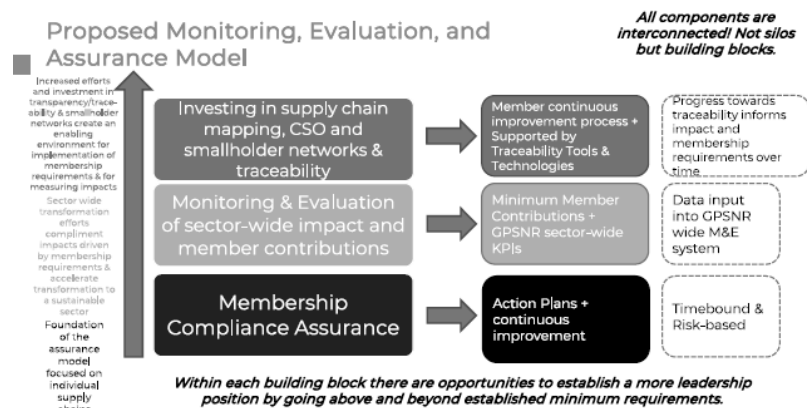 Proposed Monitoring, Evaluation, and
Assurance Model
All components are
interconnected! Not silos
but building blocks.
Increased efforts
and investment in
transparency/trace-
ability & smallholder
networks create an
enabling
environment for
implementation of
membership
requirements & for
measuring impacts
Investing in supply chain
mapping, CSO and
smallholder networks &
traceability
Member continuous
improvement process +
Supported by
Traceability Tools &
Technologies
Progress towards
traceability informs
impact and
membership
requirements over
time
Sector wide
transformation
efforts
compliment
impacts driven
by membership
requirements &
accelerate
transformation to
a sustainable
sector
Monitoring & Evaluation
of sector-wide impact and
member contributions
Minimum Member
Contributions +
GPSNR sector-wide
KPIs
Data input
into GPSNR
wide M&E
system
Foundation
of the
assurance
model
focused on
individual
supply
Membership
Compliance Assurance
Action Plans +
continuous
improvement
Timebound &
Risk-based
Within each building block there are opportunities to establish a more leadership
position by going above and beyond established minimum requirements.